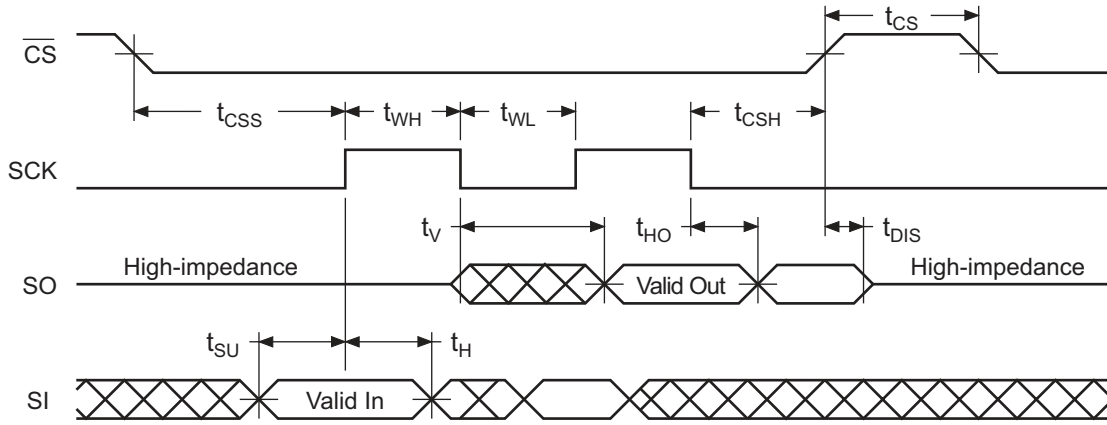 t_CS
C̅S̅
t_CSS
t_WH
t_WL
t_CSH
SCK
t_V
t_HO
t_DIS
High-impedance
High-impedance
SO
Valid Out
t_SU
t_H
SI
Valid In